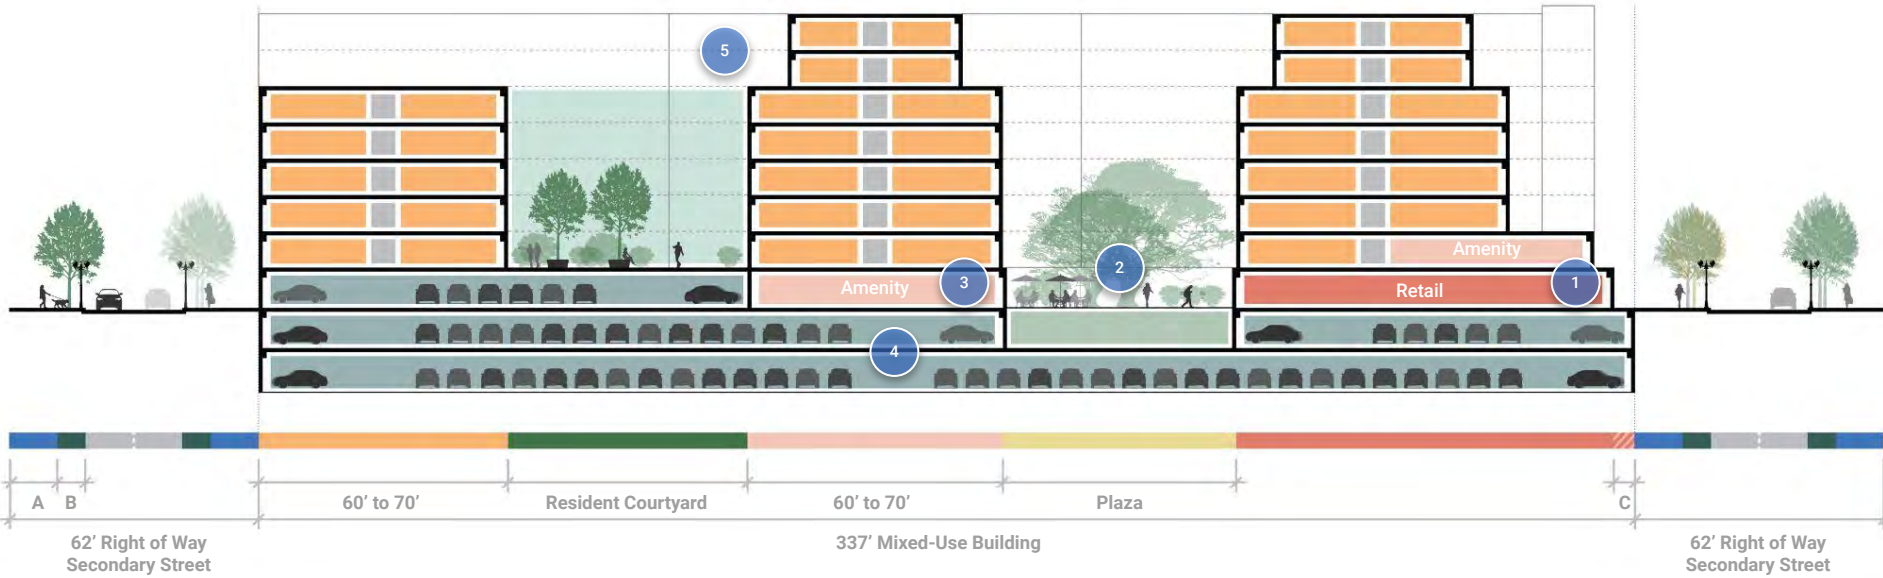 5
Amenity
Amenity
3
2
Retail
1
4
A
B
60' to 70'
Resident Courtyard
60' to 70'
Plaza
C
62' Right of Way
Secondary Street
337' Mixed-Use Building
62' Right of Way
Secondary Street